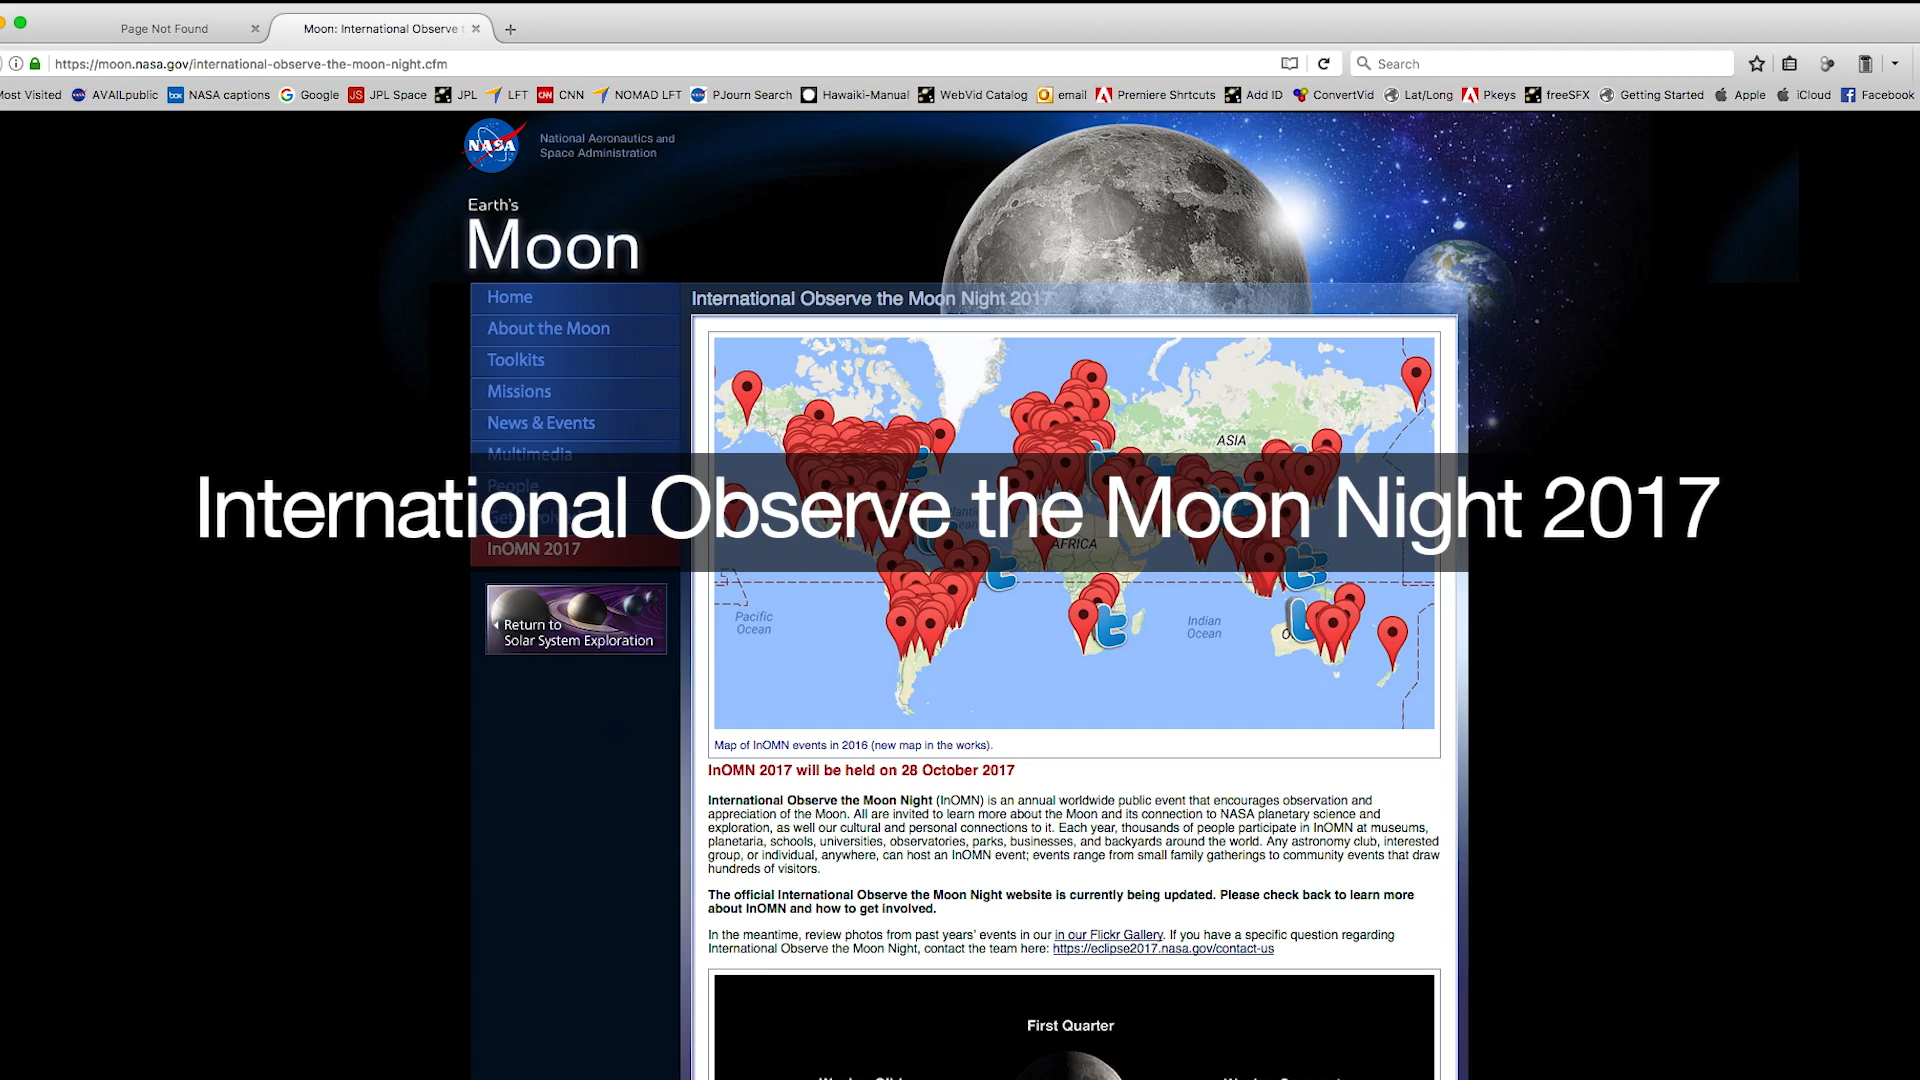 Page Not Found
Moon: International Observe t
https://moon.nasa.gov/international-observe-the-moon-night.cfm
Search
ost Visited AVAILpublic NASA captions Google JPL Space JPL LFT CNN NOMAD LFT PJourn Search Hawaiki-Manual WebVid Catalog email Premiere Shrtcuts Add ID ConvertVid Lat/Long Pkeys freeSFX Getting Started Apple iCloud Facebook
NASA
National Aeronautics and
Space Administration
Earth's
Moon
Home
About the Moon
Toolkits
Missions
News & Events
Multimedia
People
InOMN 2017
Return to
Solar System Exploration
International Observe the Moon Night 2017
ASIA
AFRICA
Pacific
Ocean
Indian
Ocean
International Observe the Moon Night 2017
Map of InOMN events in 2016 (new map in the works).
InOMN 2017 will be held on 28 October 2017
International Observe the Moon Night (InOMN) is an annual worldwide public event that encourages observation and
appreciation of the Moon. All are invited to learn more about the Moon and its connection to NASA planetary science and
exploration, as well our cultural and personal connections to it. Each year, thousands of people participate in InOMN at museums,
planetaria, schools, universities, observatories, parks, businesses, and backyards around the world. Any astronomy club, interested
group, or individual, anywhere, can host an InOMN event; events range from small family gatherings to community events that draw
hundreds of visitors.
The official International Observe the Moon Night website is currently being updated. Please check back to learn more
about InOMN and how to get involved.
In the meantime, review photos from past years' events in our in our Flickr Gallery. If you have a specific question regarding
International Observe the Moon Night, contact the team here: https://eclipse2017.nasa.gov/contact-us
First Quarter